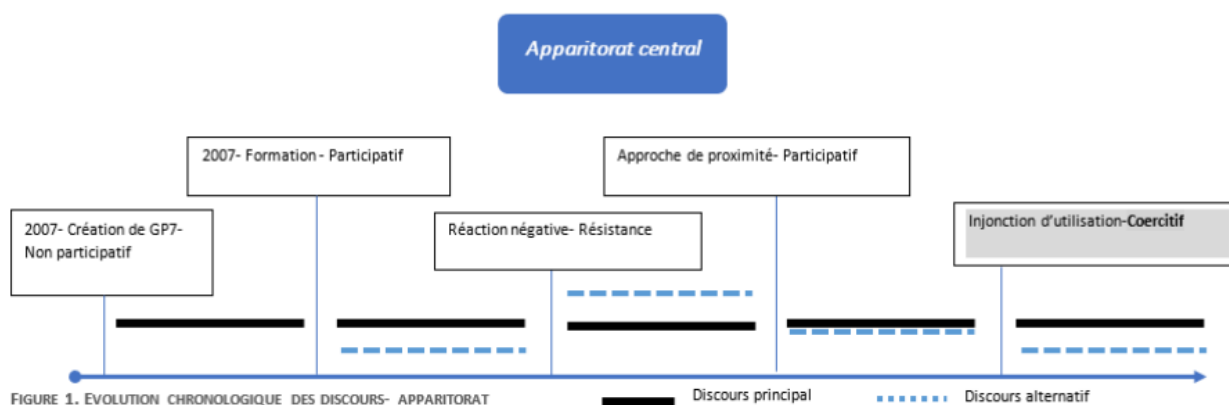 Apparitorat central
2007- Formation - Participatif
Approche de proximité- Participatif
2007- Création de GP7-
Non participatif
Réaction négative- Résistance
Injonction d'utilisation-Coercitif
FIGURE 1. EVOLUTION CHRONOLOGIQUE DES DISCOURS- APPARITORAT
Discours principal
Discours alternatif